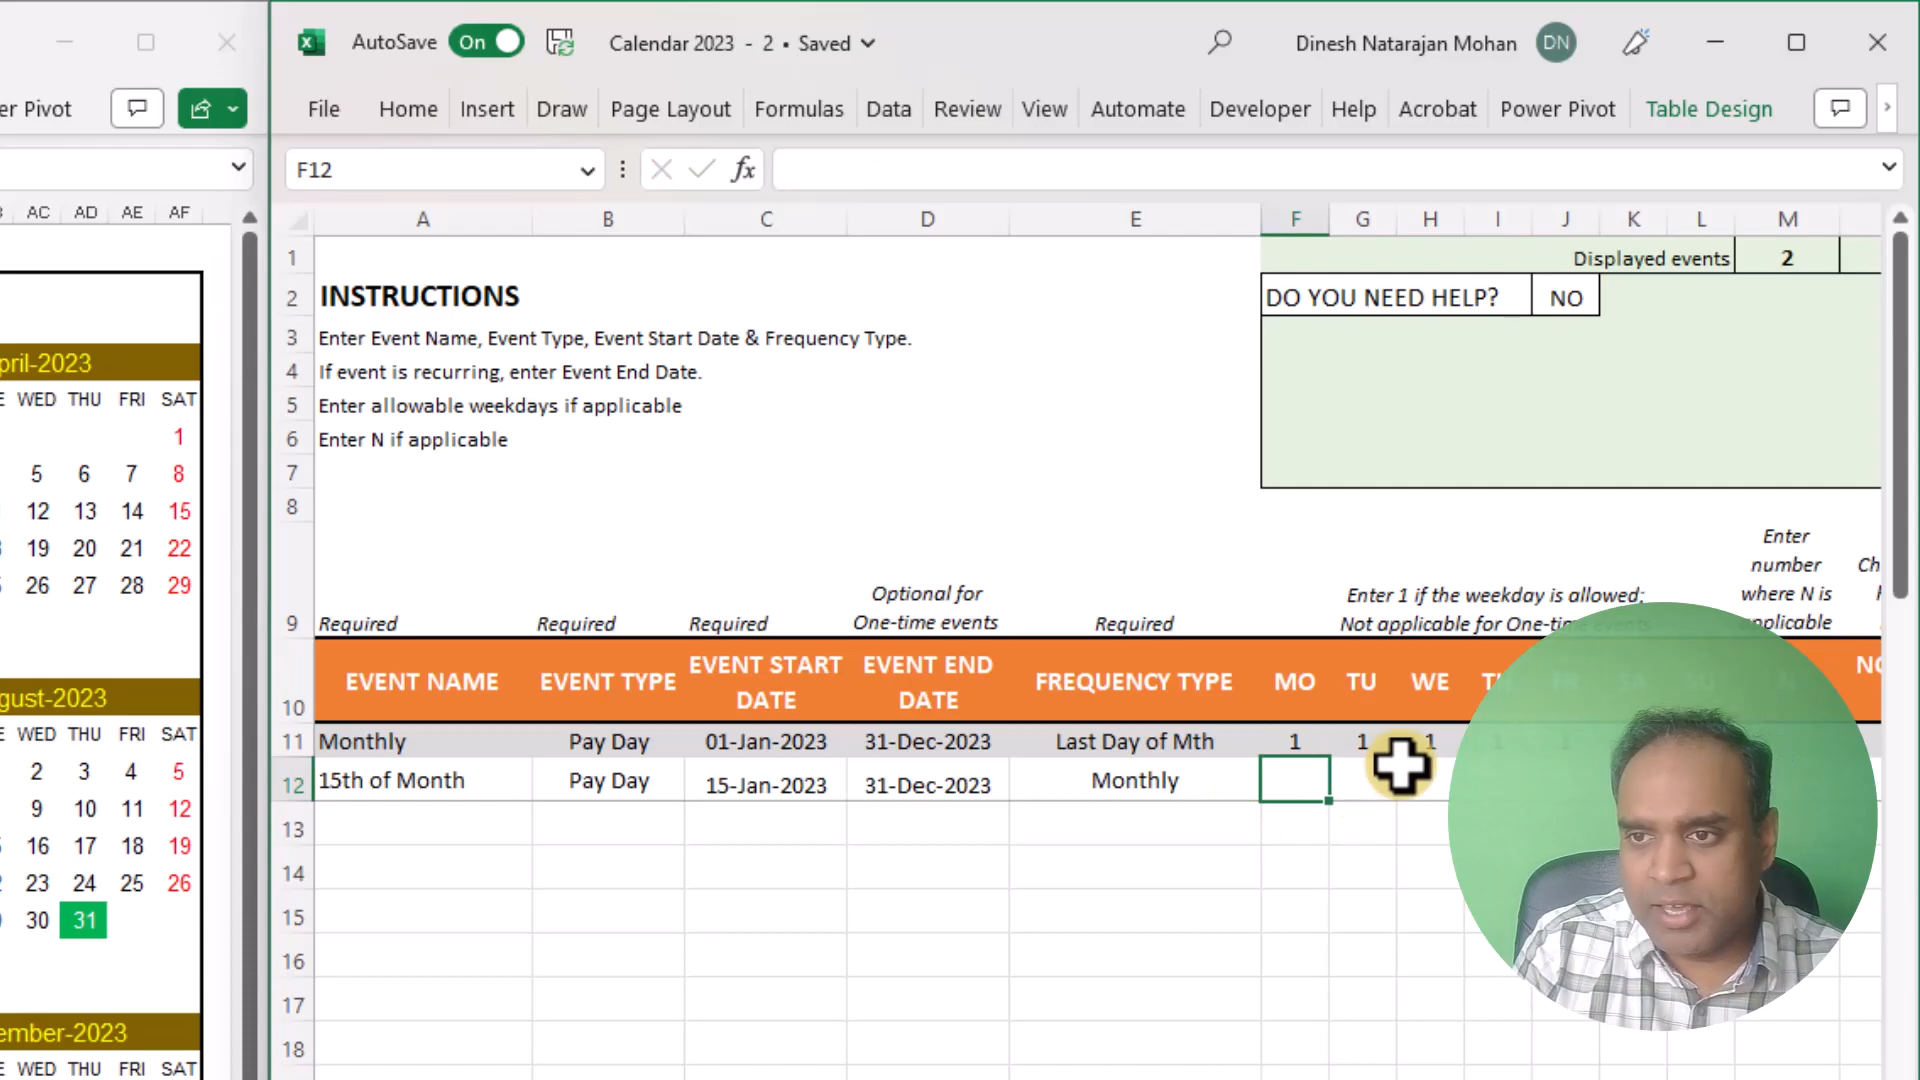 AutoSave On Calendar 2023 - 2 • Saved Dinesh Natarajan Mohan DN
er Pivot File Home Insert Draw Page Layout Formulas Data Review View Automate Developer Help Acrobat Power Pivot Table Design
F12 fx
AC AD AE AF
A B C D E F G H I J K L M
1 Displayed events 2
2 INSTRUCTIONS DO YOU NEED HELP? NO
3 Enter Event Name, Event Type, Event Start Date & Frequency Type.
4 If event is recurring, enter Event End Date.
5 Enter allowable weekdays if applicable
6 Enter N if applicable
7
8
Enter
number
where N is
applicable
Optional for
One-time events
Enter 1 if the weekday is allowed;
Not applicable for One-time events
9 Required Required Required Required
10 EVENT NAME EVENT TYPE EVENT START DATE EVENT END DATE FREQUENCY TYPE MO TU WE
11 Monthly Pay Day 01-Jan-2023 31-Dec-2023 Last Day of Mth 1 1 1
12 15th of Month Pay Day 15-Jan-2023 31-Dec-2023 Monthly
13
14
15
16
17
18
pril-2023
E WED THU FRI SAT
1
5 6 7 8
12 13 14 15
19 20 21 22
26 27 28 29
gust-2023
E WED THU FRI SAT
2 3 4 5
9 10 11 12
16 17 18 19
23 24 25 26
30 31
ember-2023
WED THU FRI SAT